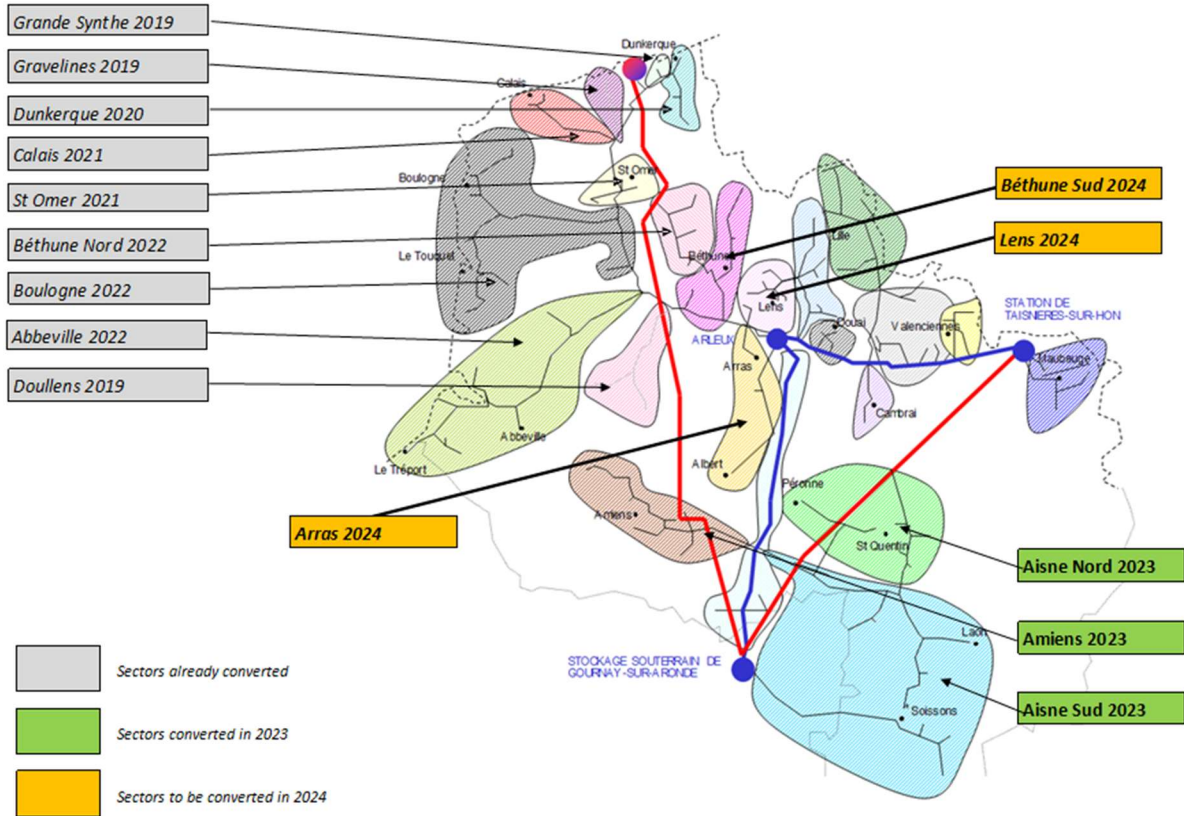 Grande Synthe 2019
Gravelines 2019
Dunkerque 2020
Calais 2021
St Omer 2021
Béthune Nord 2022
Boulogne 2022
Abbeville 2022
Doullens 2019
Dunkerque
Calais
St Omer
Boulogne
Le Touquet
Béthune
Lille
Lens
Douai
Valenciennes
ARLEUX
Arras
Cambrai
Maubeuge
STATION DE
TAISNIERES-SUR-HON
Béthune Sud 2024
Lens 2024
Abbeville
Le Tréport
Albert
Péronne
Amiens
St Quentin
Arras 2024
Aisne Nord 2023
Amiens 2023
Aisne Sud 2023
Laon
Soissons
STOCKAGE SOUTERRAIN DE
GOURNAY-SUR-ARONDE
Sectors already converted
Sectors converted in 2023
Sectors to be converted in 2024